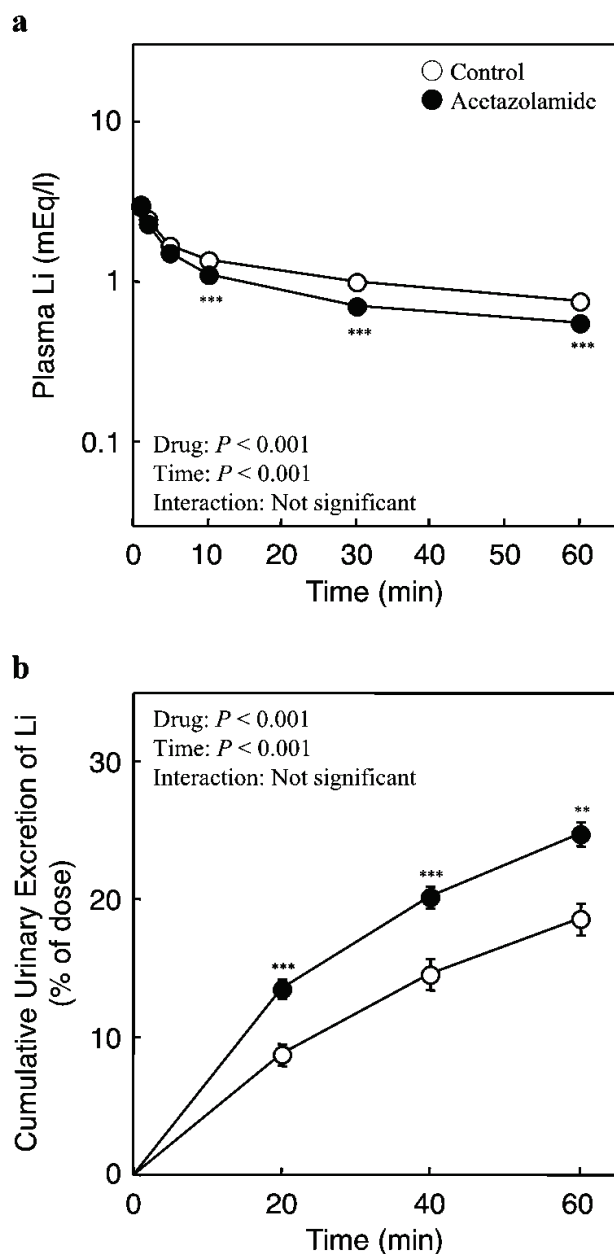 a
Control
Acetazolamide
10
1
0.1
Plasma Li (mEq/l)
***
***
***
Drug: P < 0.001
Time: P < 0.001
Interaction: Not significant
0 10 20 30 40 50 60
Time (min)
b
Drug: P < 0.001
Time: P < 0.001
Interaction: Not significant
30
20
10
0
Cumulative Urinary Excretion of Li
(% of dose)
***
***
**
0 20 40 60
Time (min)